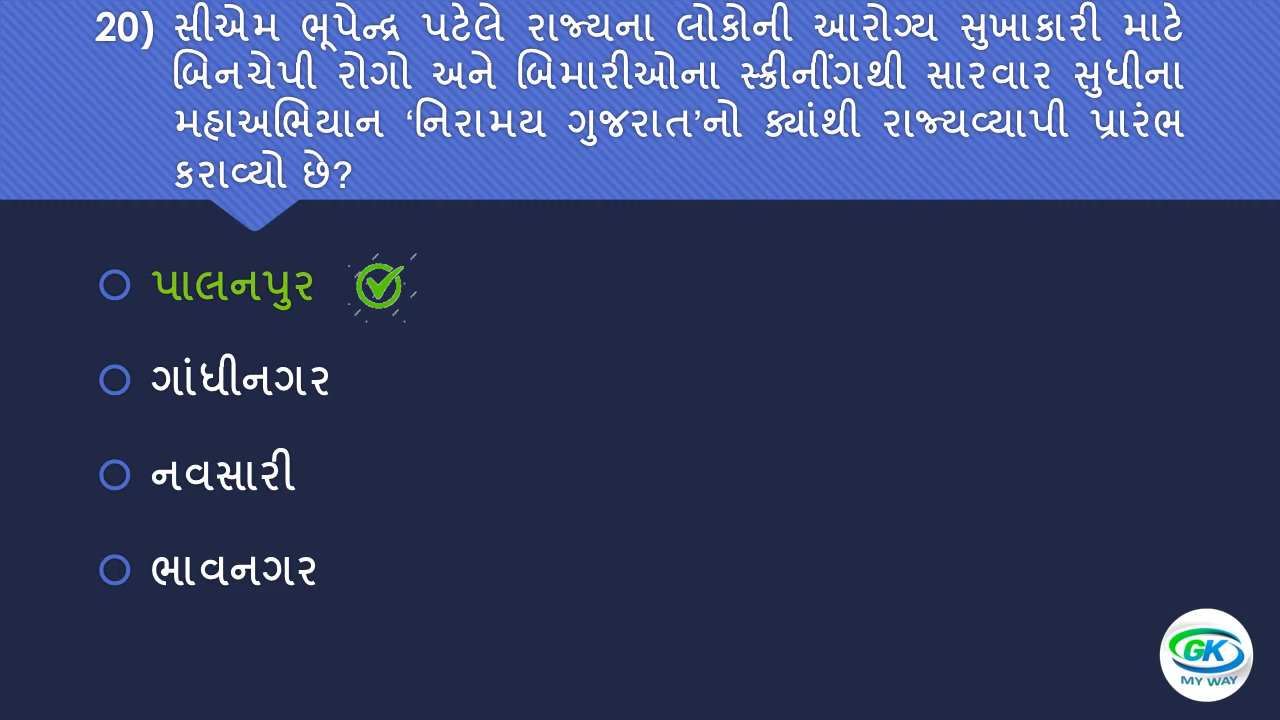 20) સીએમ ભૂપેન્દ્ર પટેલે રાજ્યના લોકોની આરોગ્ય સુખાકારી માટે
બિનચેપી રોગો અને બિમારીઓના સ્ક્રીનીંગથી સારવાર સુધીના
મહાઅભિયાન ‘નિરામય ગુજરાત’નો ક્યાંથી રાજ્યવ્યાપી પ્રારંભ
કરાવ્યો છે?
પાલનપુર
ગાંધીનગર
નવસારી
ભાવનગર
GK
MY WAY